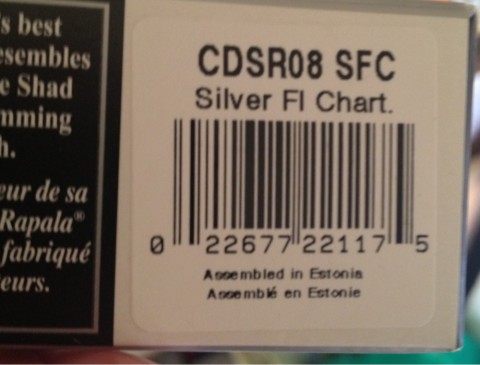 's best
esembles
e Shad
mming
h.
eur de sa
Rapala®
fabriqué
eurs.
CDSR08 SFC
Silver Fl Chart.
0 22677 22117 5
Assembled in Estonia
Assemblé en Estonie